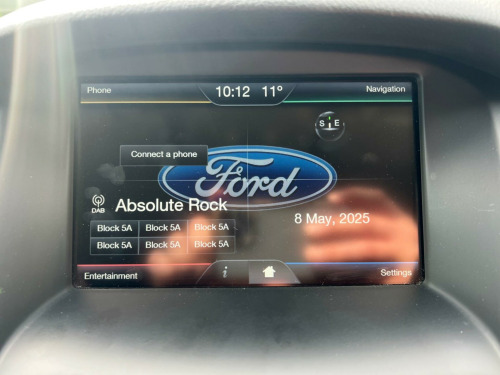 Phone
10:12 11°
Navigation
S E
Connect a phone
Ford
DAB
Absolute Rock
Block 5A Block 5A Block 5A
Block 5A Block 5A Block 5A
8 May, 2025
Entertainment
i
Settings